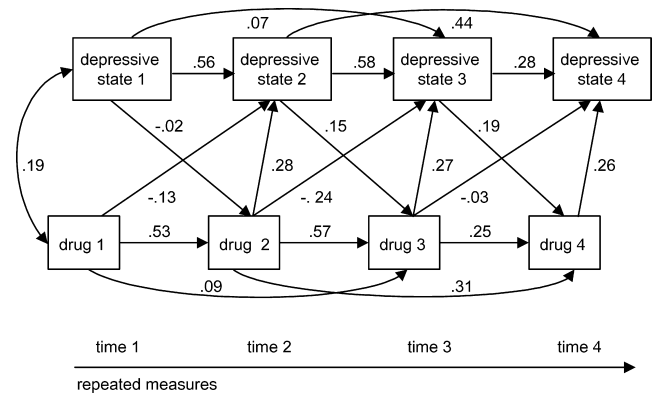 .07
.44
depressive
state 1
.56
depressive
state 2
.58
depressive
state 3
.28
depressive
state 4
-.02
.15
.19
.19
.28
.27
.26
-.13
-. 24
-.03
drug 1
.53
drug 2
.57
drug 3
.25
drug 4
.09
.31
time 1
time 2
time 3
time 4
repeated measures